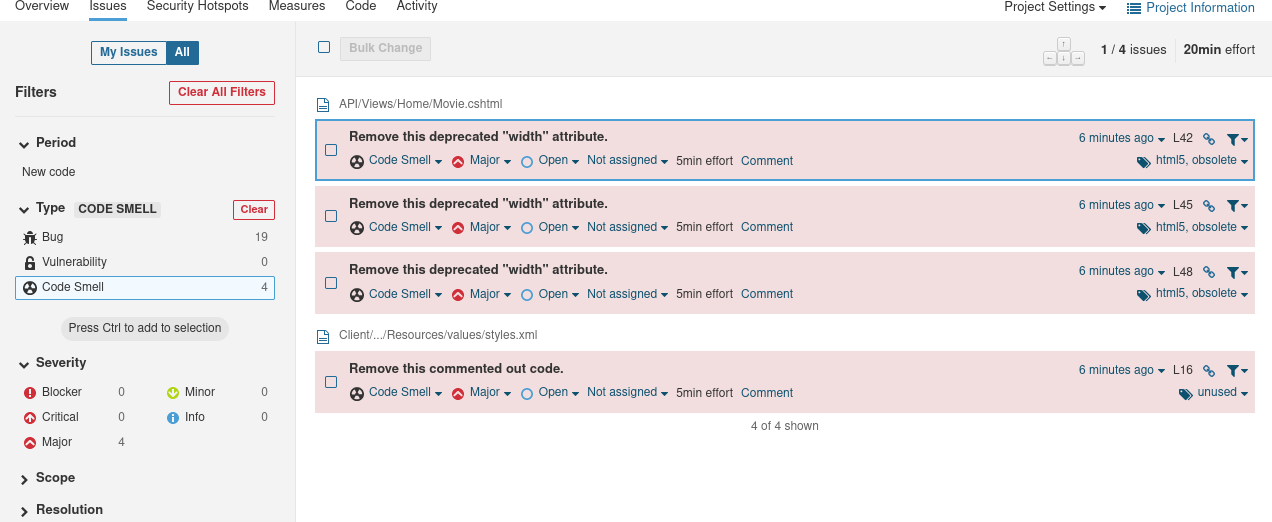 Overview Issues Security Hotspots Measures Code Activity Project Settings Project Information
My Issues All
Filters Clear All Filters
Period
New code
Type CODE SMELL Clear
Bug 19
Vulnerability 0
Code Smell 4
Press Ctrl to add to selection
Severity
Blocker 0 Minor 0
Critical 0 Info 0
Major 4
Scope
Resolution
Bulk Change 1 / 4 issues 20min effort
API/Views/Home/Movie.cshtml
Remove this deprecated "width" attribute. 6 minutes ago L42
Code Smell Major Open Not assigned 5min effort Comment html5, obsolete
Remove this deprecated "width" attribute. 6 minutes ago L45
Code Smell Major Open Not assigned 5min effort Comment html5, obsolete
Remove this deprecated "width" attribute. 6 minutes ago L48
Code Smell Major Open Not assigned 5min effort Comment html5, obsolete
Client/.../Resources/values/styles.xml
Remove this commented out code. 6 minutes ago L16
Code Smell Major Open Not assigned 5min effort Comment unused
4 of 4 shown